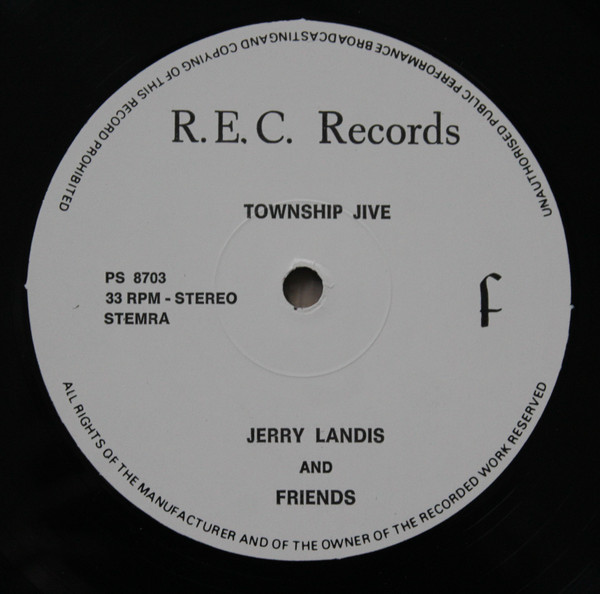 UNAUTHORISED PUBLIC PERFORMANCE BROADCASTINGAND COPYING OF THIS RECORD PROHIBITED
R.E.C. Records
TOWNSHIP JIVE
PS 8703
33 RPM - STEREO
STEMRA
f
JERRY LANDIS
AND
FRIENDS
ALL RIGHTS OF THE MANUFACTURER AND OF THE OWNER OF THE RECORDED WORK RESERVED